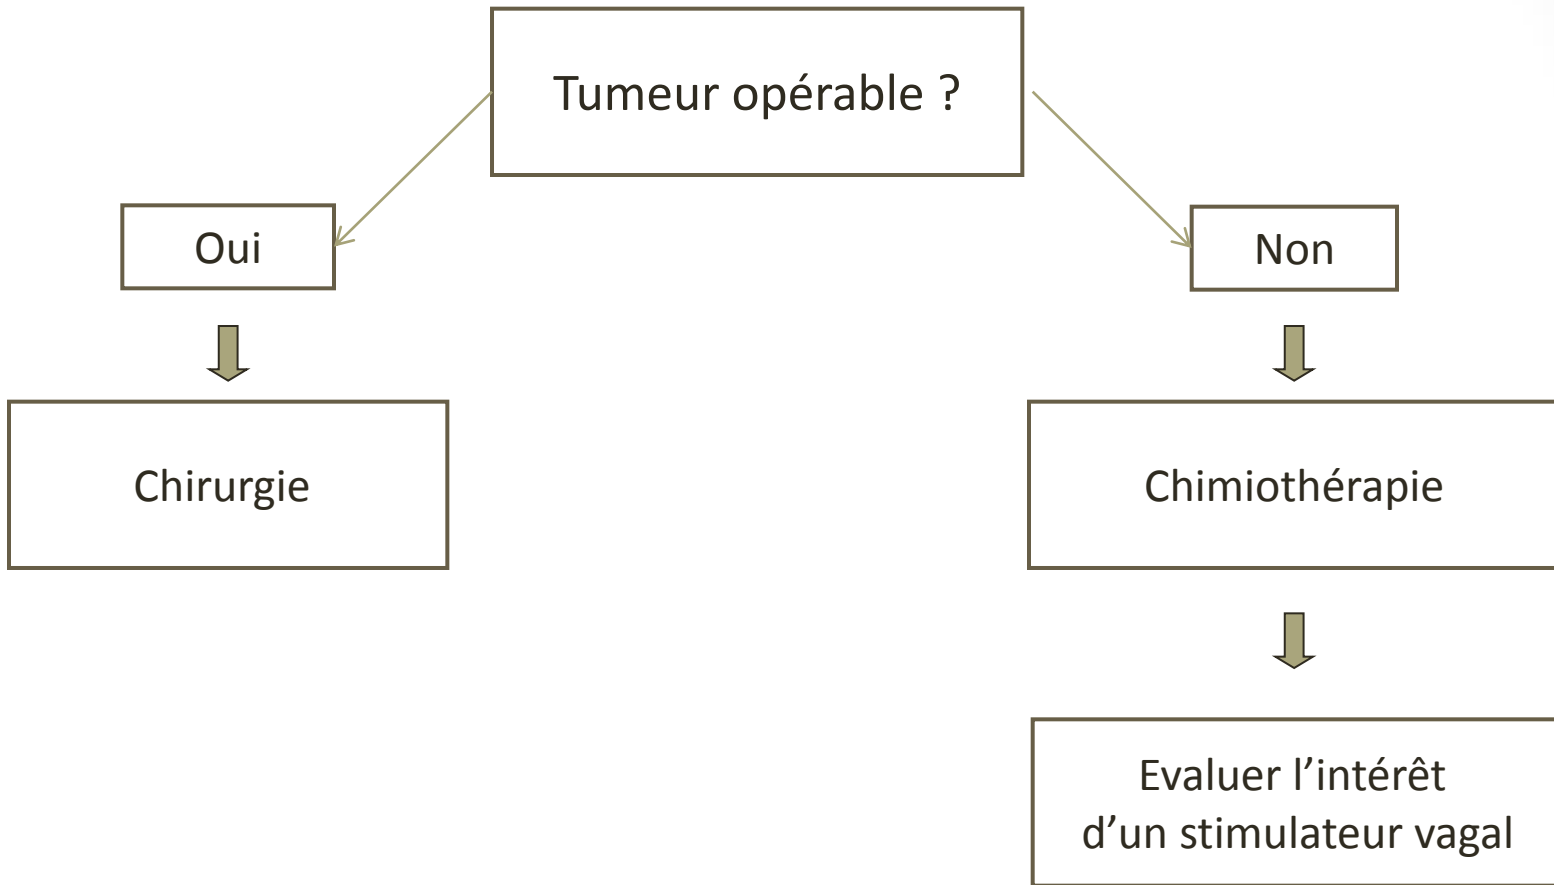 Tumeur opérable ?
Oui
Non
Chirurgie
Chimiothérapie
Evaluer l’intérêt
d’un stimulateur vagal